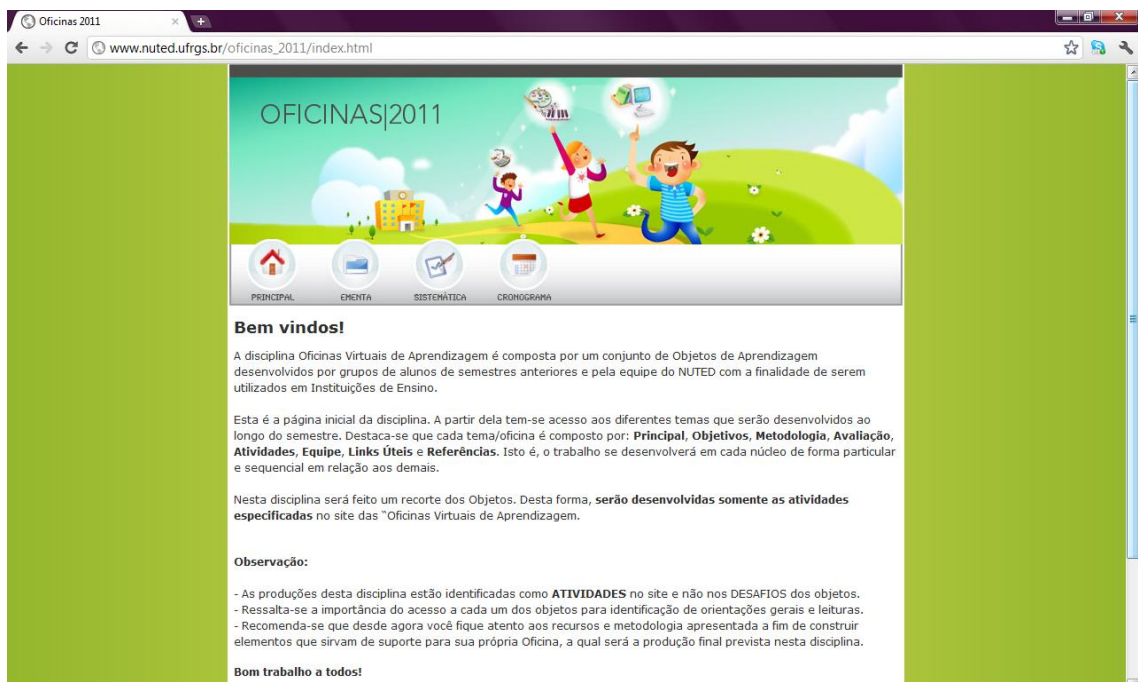 Oficinas 2011
www.nuted.ufrgs.br/oficinas_2011/index.html
OFICINAS|2011
PRINCIPAL EMENTA SISTEMÁTICA CRONOGRAMA
Bem vindos!
A disciplina Oficinas Virtuais de Aprendizagem é composta por um conjunto de Objetos de Aprendizagem
desenvolvidos por grupos de alunos de semestres anteriores e pela equipe do NUTED com a finalidade de serem
utilizados em Instituições de Ensino.
Esta é a página inicial da disciplina. A partir dela tem-se acesso aos diferentes temas que serão desenvolvidos ao
longo do semestre. Destaca-se que cada tema/oficina é composto por: Principal, Objetivos, Metodologia, Avaliação,
Atividades, Equipe, Links Úteis e Referências. Isto é, o trabalho se desenvolverá em cada núcleo de forma particular
e sequencial em relação aos demais.
Nesta disciplina será feito um recorte dos Objetos. Desta forma, serão desenvolvidas somente as atividades
especificadas no site das “Oficinas Virtuais de Aprendizagem.
Observação:
- As produções desta disciplina estão identificadas como ATIVIDADES no site e não nos DESAFIOS dos objetos.
- Ressalta-se a importância do acesso a cada um dos objetos para identificação de orientações gerais e leituras.
- Recomenda-se que desde agora você fique atento aos recursos e metodologia apresentada a fim de construir
elementos que sirvam de suporte para sua própria Oficina, a qual será a produção final prevista nesta disciplina.
Bom trabalho a todos!